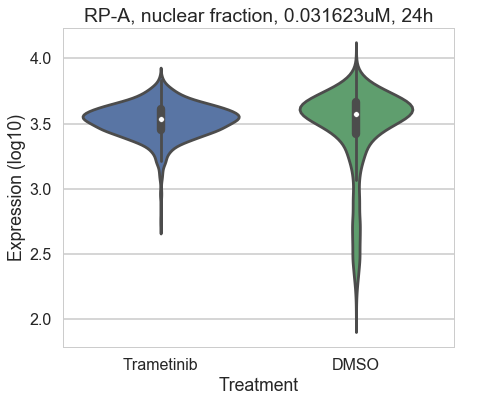 RP-A, nuclear fraction, 0.031623uM, 24h
Expression (log10)
4.0
3.5
3.0
2.5
2.0
Trametinib DMSO
Treatment